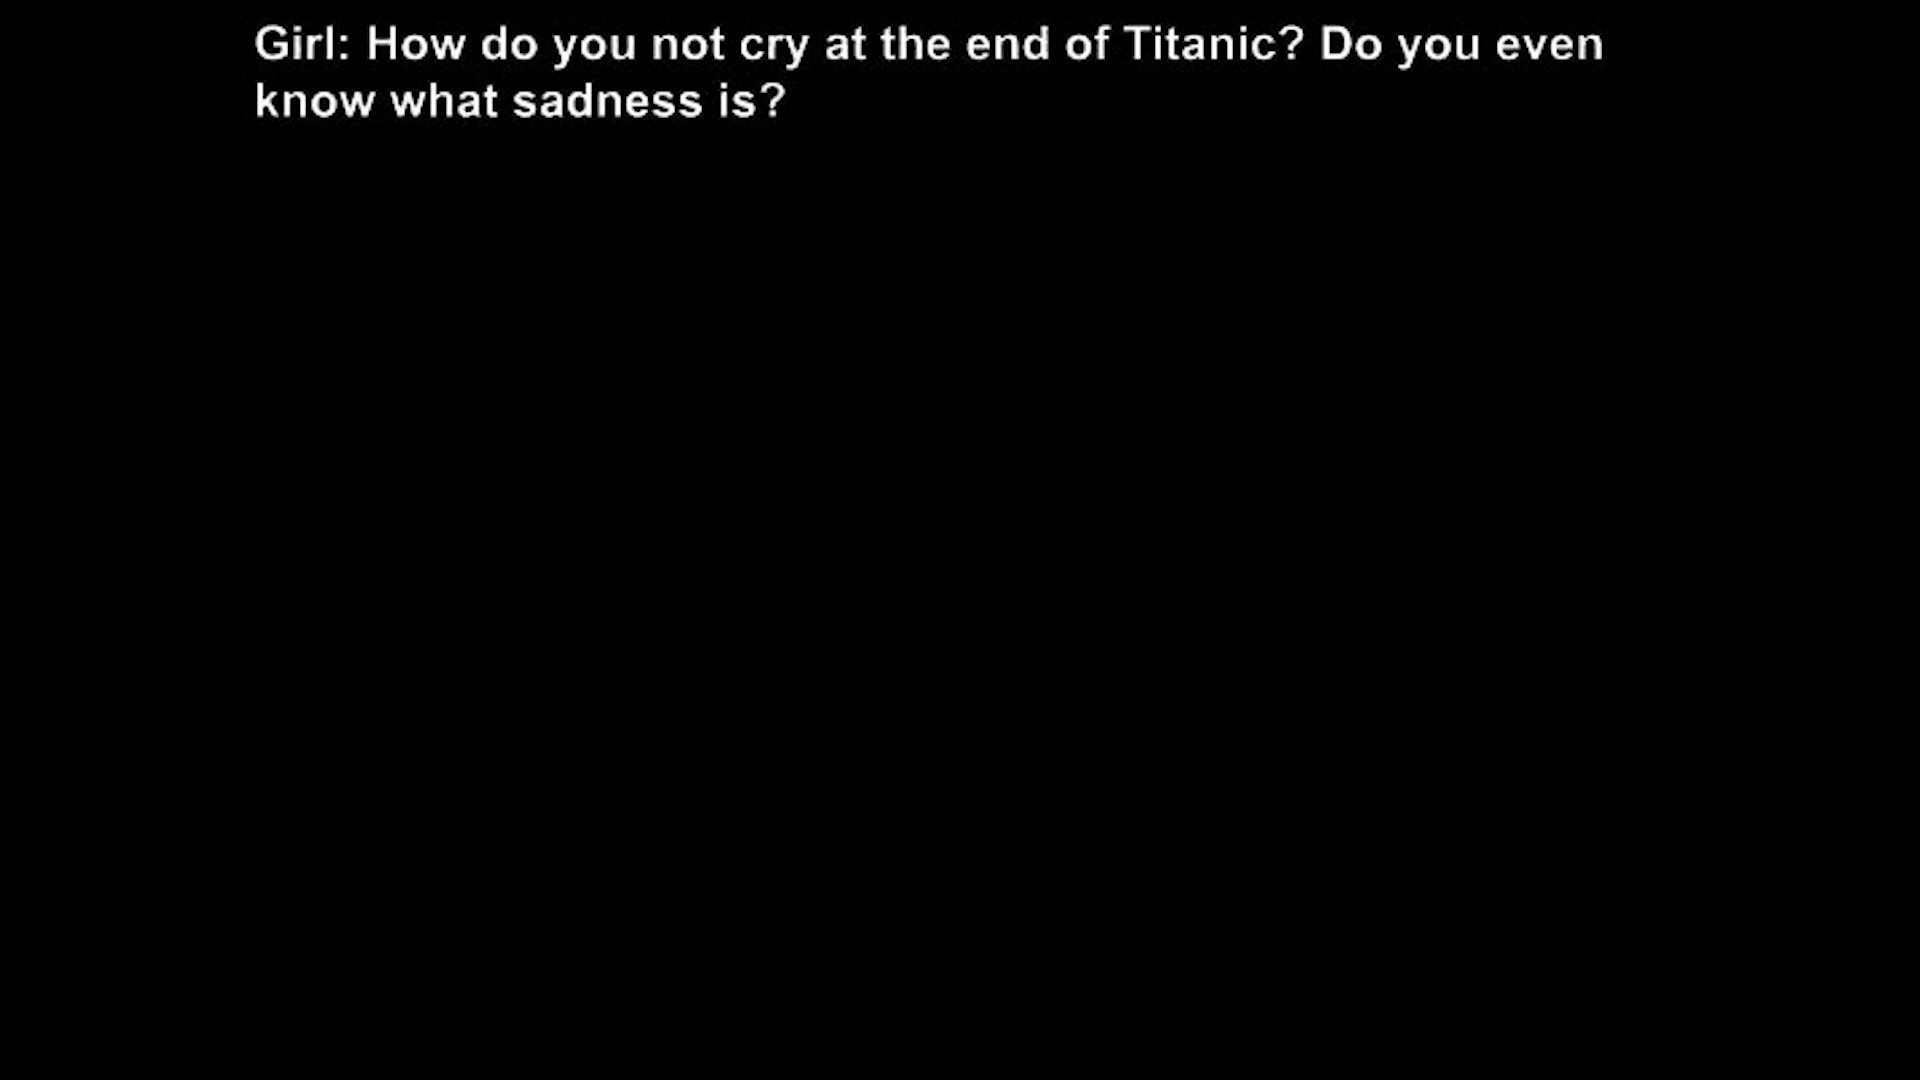 Girl: How do you not cry at the end of Titanic? Do you even
know what sadness is?